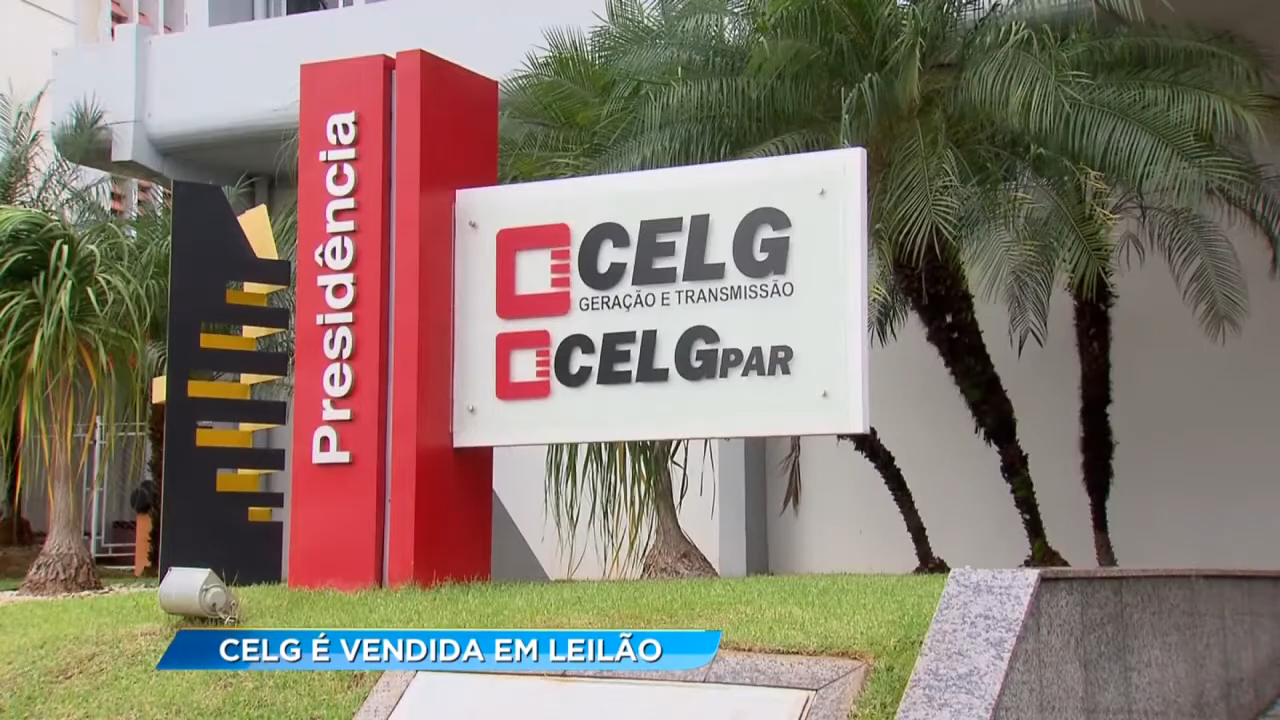 Presidência
CELG
GERAÇÃO E TRANSMISSÃO
CELGPAR
CELG É VENDIDA EM LEILÃO